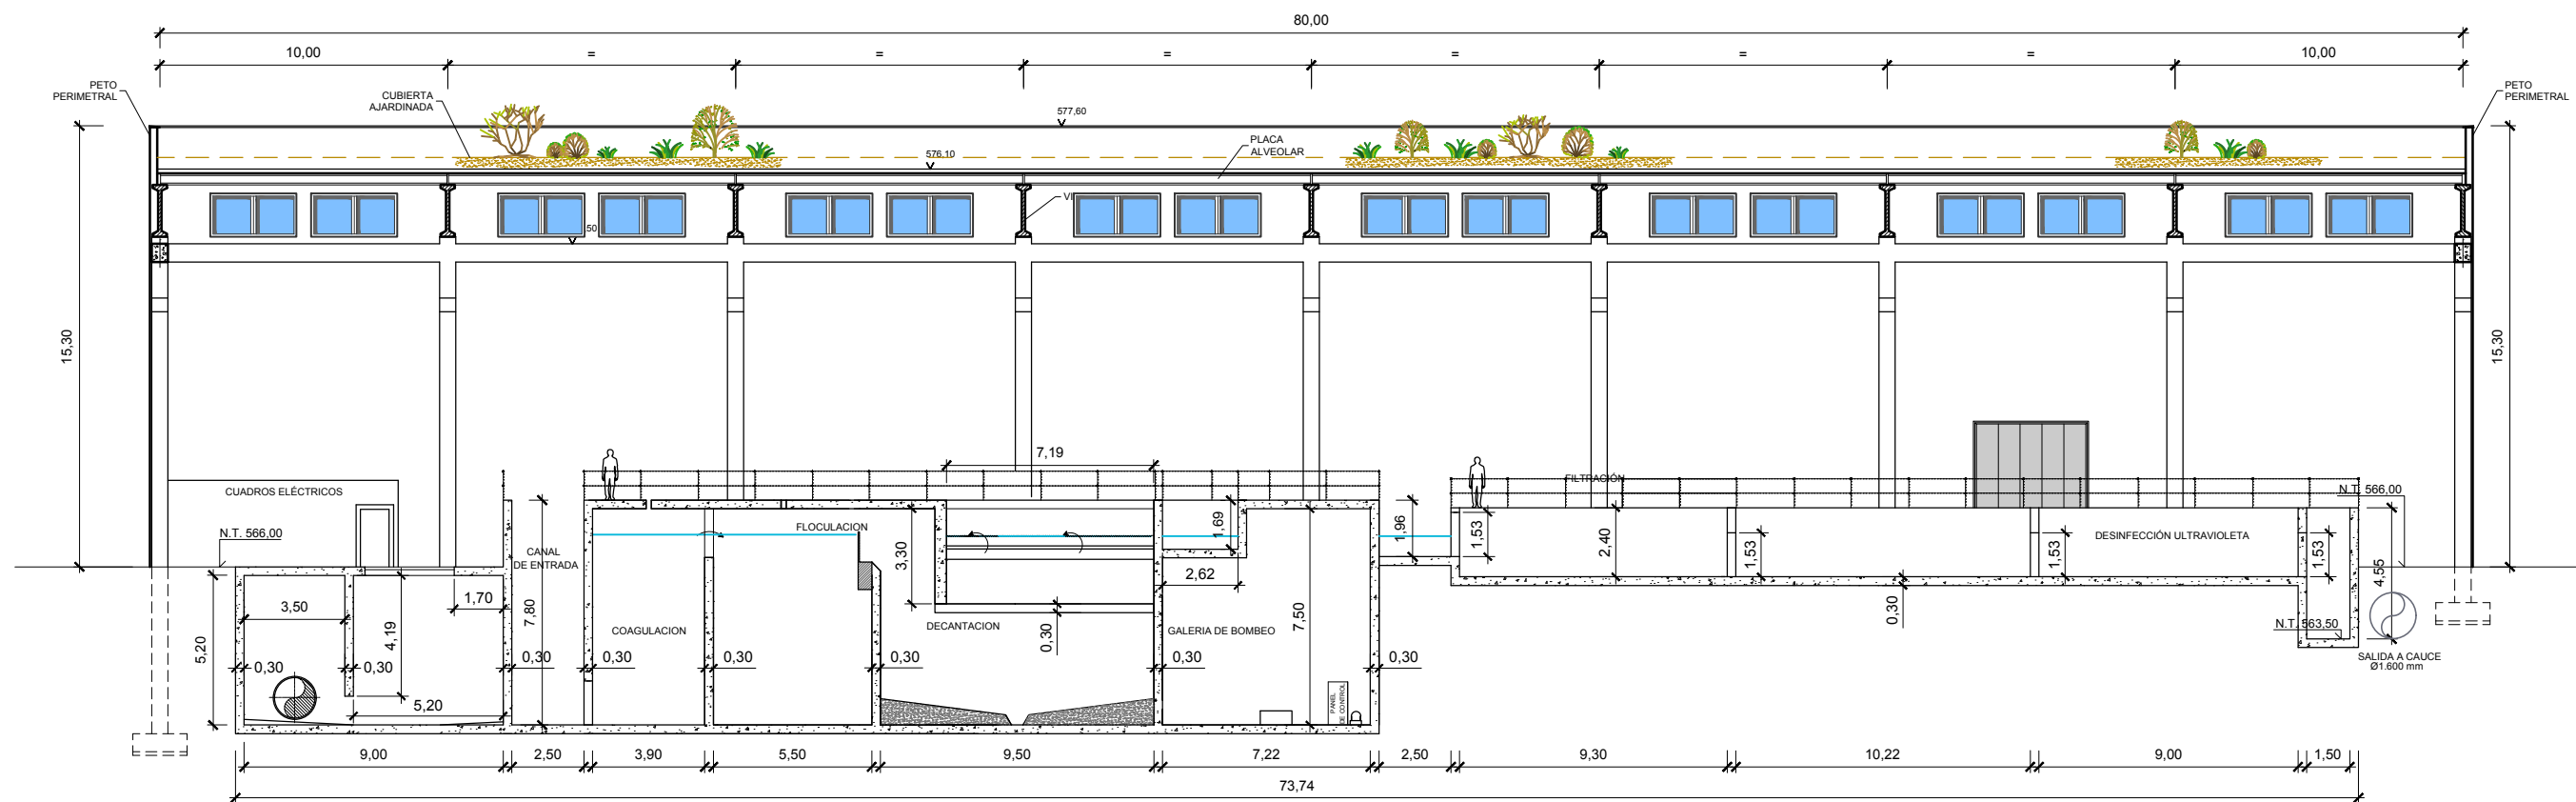 80,00
10,00
=
=
=
=
=
=
10,00
PETO
PERIMETRAL
CUBIERTA
AJARDINADA
577,60
PETO
PERIMETRAL
PLACA
ALVEOLAR
576,10
VI
50
15,30
15,30
7,19
CUADROS ELÉCTRICOS
FILTRACIÓN
N.T. 566,00
N.T. 566,00
CANAL
DE ENTRADA
FLOCULACION
1,69
1,96
1,53
2,40
1,53
1,53
DESINFECCIÓN ULTRAVIOLETA
1,53
4,55
3,30
2,62
3,50
1,70
4,19
5,20
7,80
7,50
0,30
0,30
COAGULACION
DECANTACION
GALERIA DE BOMBEO
N.T. 563,50
SALIDA A CAUCE
Ø1.600 mm
0,30
0,30
0,30
0,30
0,30
0,30
0,30
0,30
5,20
PANEL
DE CONTROL
9,00
2,50
3,90
5,50
9,50
7,22
2,50
9,30
10,22
9,00
1,50
73,74